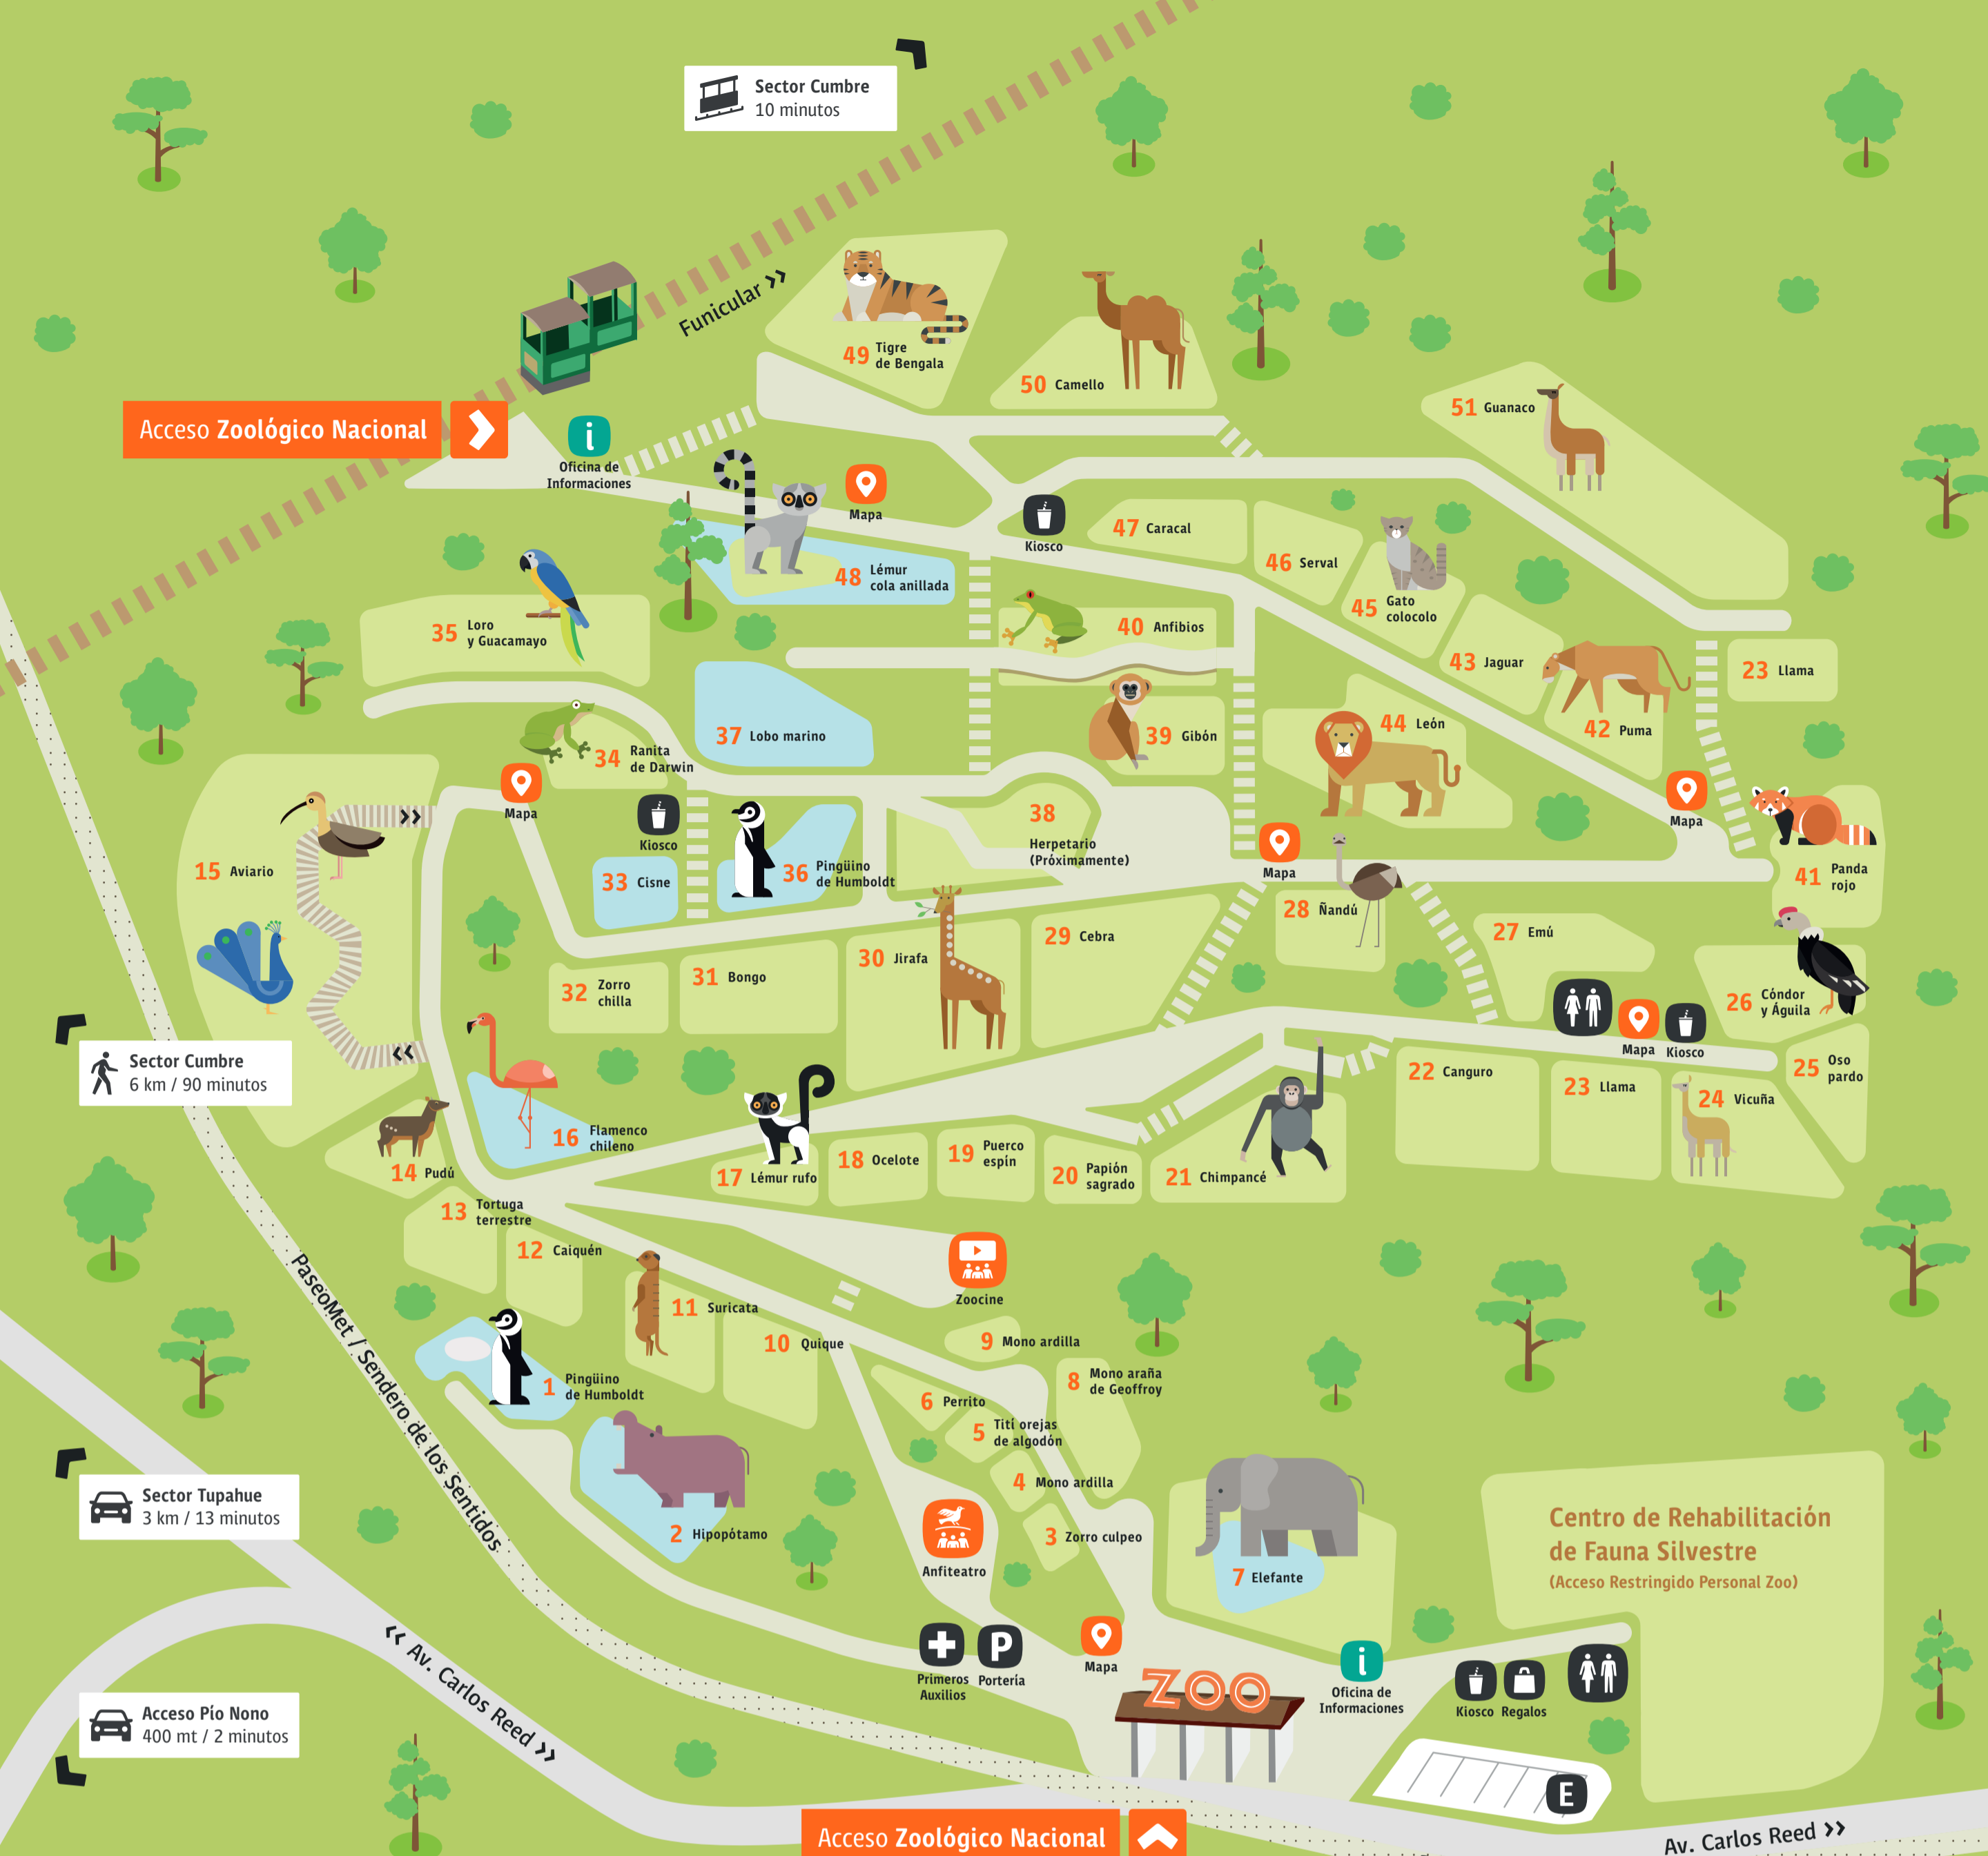 Sector Cumbre
10 minutos
Funicular
49 Tigre
de Bengala
50 Camello
51 Guanaco
Acceso Zoológico Nacional
i
Oficina de
Informaciones
Mapa
Kiosco
47 Caracal
46 Serval
48 Lémur
cola anillada
45 Gato
colocolo
35 Loro
y Guacamayo
40 Anfibios
43 Jaguar
23 Llama
37 Lobo marino
39 Gibón
44 León
42 Puma
34 Ranita
de Darwin
Mapa
Kiosco
38
Herpetario
(Próximamente)
Mapa
Mapa
15 Aviario
33 Cisne
36 Pingüino
de Humboldt
41 Panda
rojo
28 Ñandú
29 Cebra
27 Emú
30 Jirafa
31 Bongo
32 Zorro
chilla
26 Cóndor
y Águila
Mapa
Kiosco
Sector Cumbre
6 km / 90 minutos
25 Oso
pardo
22 Canguro
23 Llama
24 Vicuña
16 Flamenco
chileno
14 Pudú
17 Lémur rufo
18 Ocelote
19 Puerco
espín
20 Papión
sagrado
21 Chimpancé
13 Tortuga
terrestre
12 Caiquén
Zoocine
11 Suricata
10 Quique
9 Mono ardilla
1 Pingüino
de Humboldt
8 Mono araña
de Geoffroy
6 Perrito
5 Tití orejas
de algodón
4 Mono ardilla
PaseoMet / Sendero de los Sentidos
Sector Tupahue
3 km / 13 minutos
2 Hipopótamo
3 Zorro culpeo
Anfiteatro
7 Elefante
Centro de Rehabilitación
de Fauna Silvestre
(Acceso Restringido Personal Zoo)
Primeros
Auxilios
P
Portería
Mapa
ZOO
i
Oficina de
Informaciones
Kiosco
Regalos
Acceso Pío Nono
400 mt / 2 minutos
Av. Carlos Reed
E
Acceso Zoológico Nacional
Av. Carlos Reed